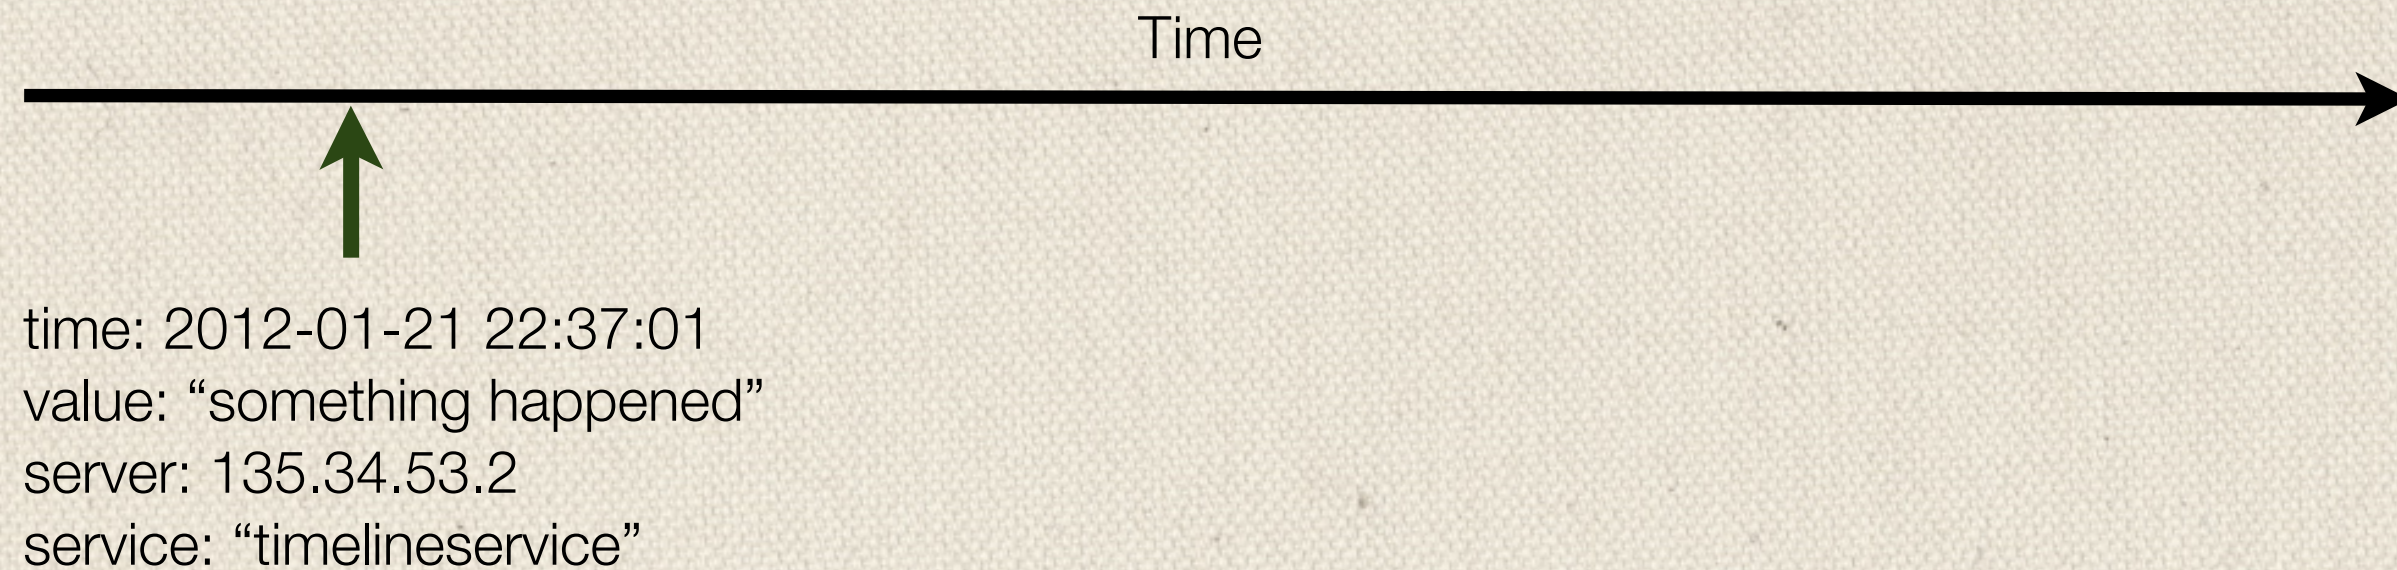 Time
time: 2012-01-21 22:37:01
value: “something happened”
server: 135.34.53.2
service: “timelineservice”